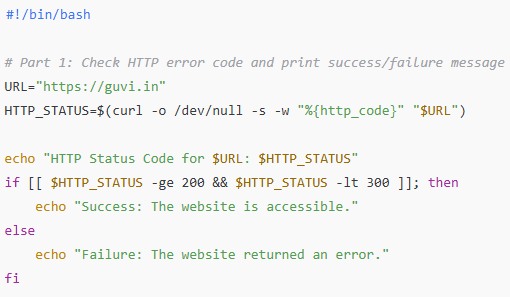 #!/bin/bash
# Part 1: Check HTTP error code and print success/failure message
URL="https://guvi.in"
HTTP_STATUS=$(curl -o /dev/null -s -w "%{http_code}" "$URL")
echo "HTTP Status Code for $URL: $HTTP_STATUS"
if [[ $HTTP_STATUS -ge 200 && $HTTP_STATUS -lt 300 ]]; then
    echo "Success: The website is accessible."
else
    echo "Failure: The website returned an error."
fi